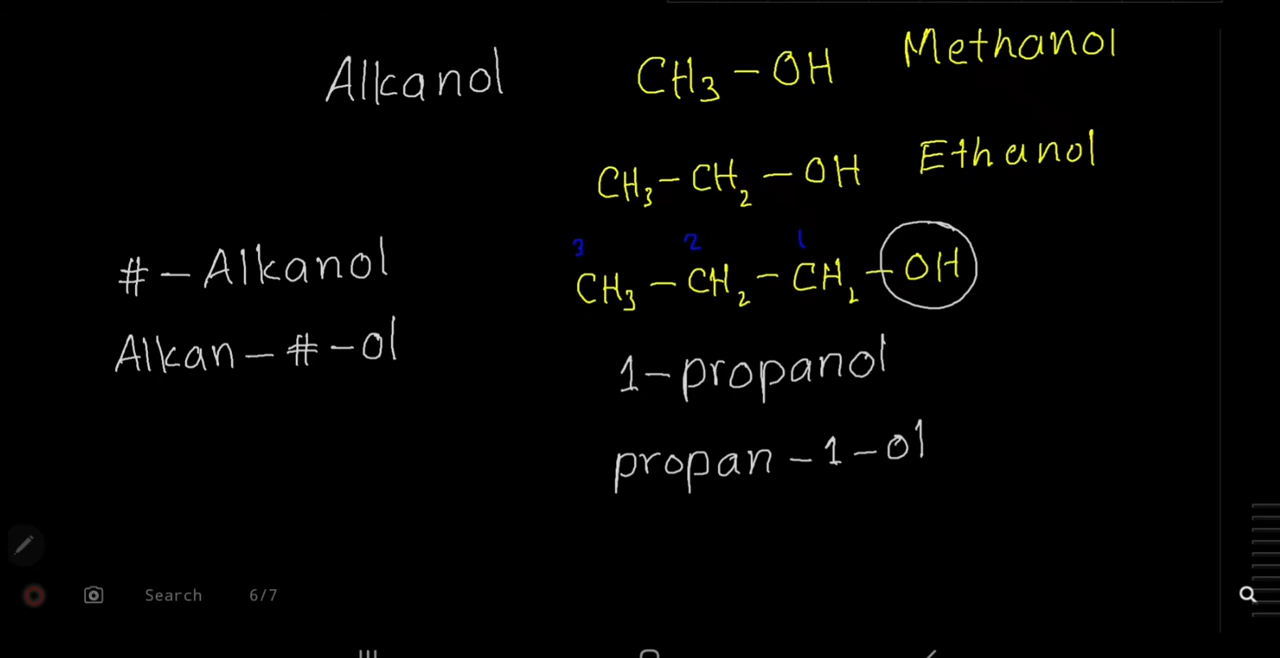 Alkanol
CH3 - OH Methanol
CH3 - CH2 - OH Ethanol
3 2 1
CH3 - CH2 - CH2 - OH
# - Alkanol
Alkan - # - ol
1 - propanol
propan - 1 - ol
Search 6/7